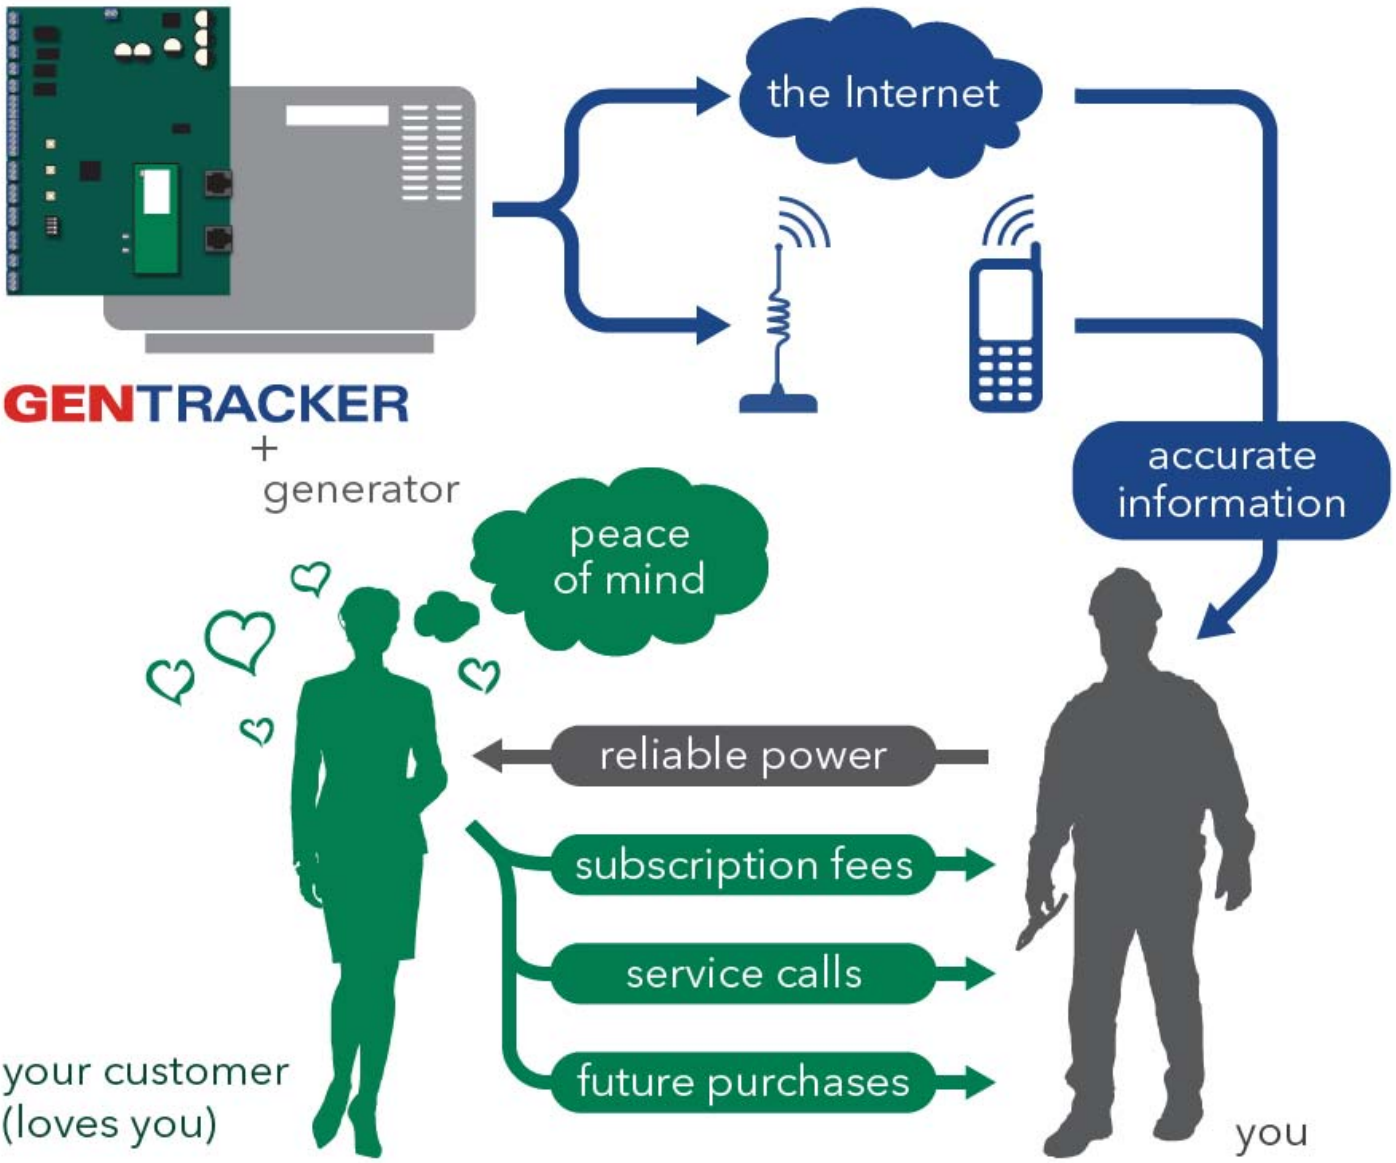 the Internet
GENTRACKER
+
generator
accurate
information
peace
of mind
reliable power
subscription fees
service calls
future purchases
your customer
(loves you)
you